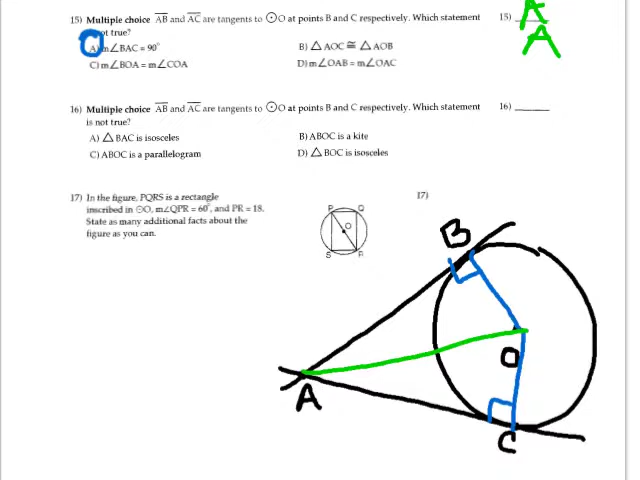 15) Multiple choice AB and AC are tangents to ⊙O at points B and C respectively. Which statement 15) A
not true? A
A) m∠BAC = 90°   B) △AOC ≅ △AOB
C) m∠BOA = m∠COA   D) m∠OAB = m∠OAC
16) Multiple choice AB and AC are tangents to ⊙O at points B and C respectively. Which statement 16) ______
is not true?
A) △ BAC is isosceles   B) ABOC is a kite
C) ABOC is a parallelogram   D) △ BOC is isosceles
17) In the figure, PQRS is a rectangle 17)
inscribed in ⊙O, m∠QPR = 60°, and PR = 18.
State as many additional facts about the
figure as you can.
P Q
O
S R
B
O
A
C